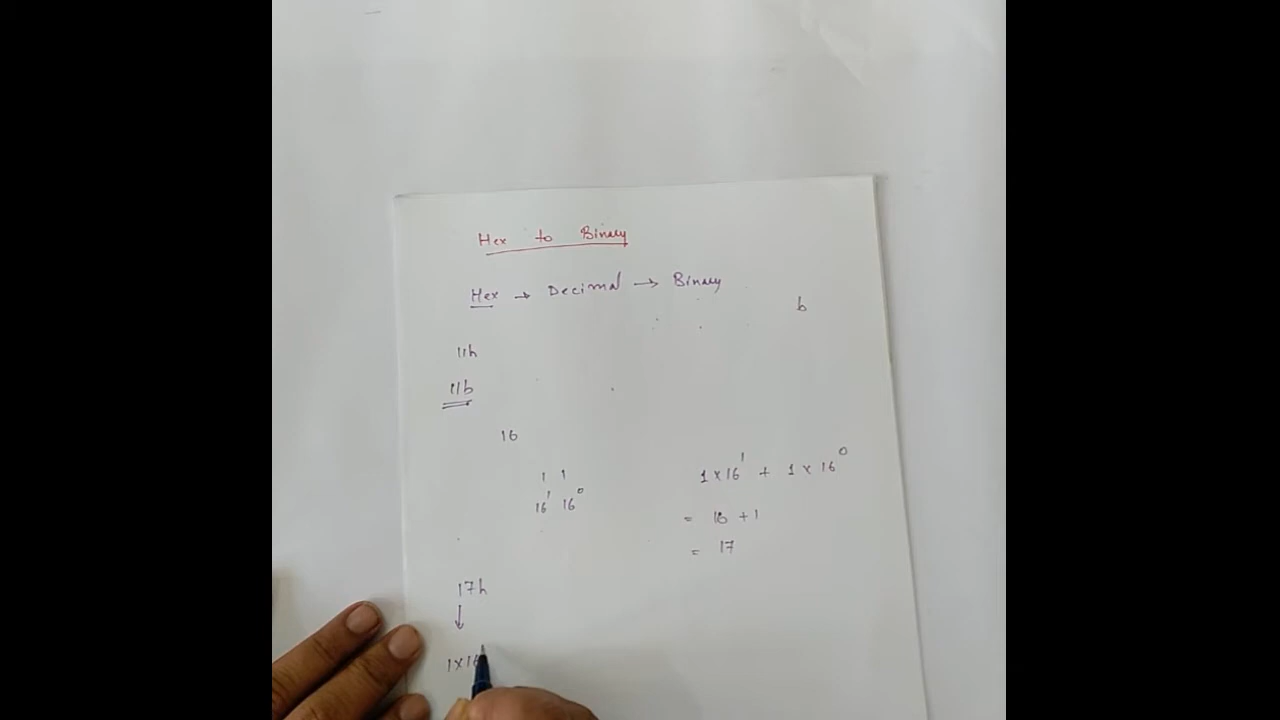 Hex to Binary
Hex → Decimal → Binary
b
11h
11b
16
1 1
16¹ 16⁰
1 x 16¹ + 1 x 16⁰
= 16 + 1
= 17
17h
↓
1x16